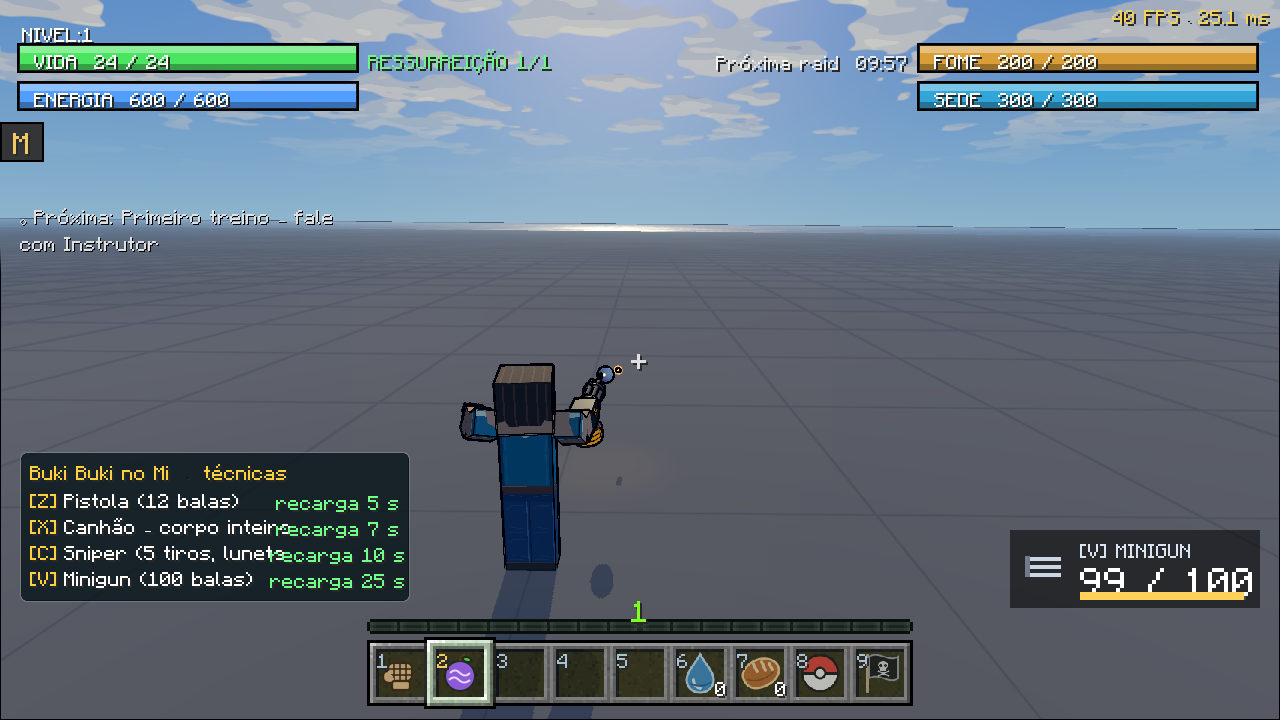 40 FPS · 25.1 ms
NIVEL:1
VIDA 24 / 24
RESSURREIÇÃO 1/1
Próxima raid 09:57
FOME 200 / 200
ENERGIA 600 / 600
SEDE 300 / 300
M
Próxima: Primeiro treino - fale
com Instrutor
Buki Buki no Mi · técnicas
[Z] Pistola (12 balas) recarga 5 s
[X] Canhão - corpo inteiro recarga 7 s
[C] Sniper (5 tiros, luneta recarga 10 s
[V] Minigun (100 balas) recarga 25 s
[V] MINIGUN
99 / 100
1
1 2 3 4 5 6 0 7 0 8 9